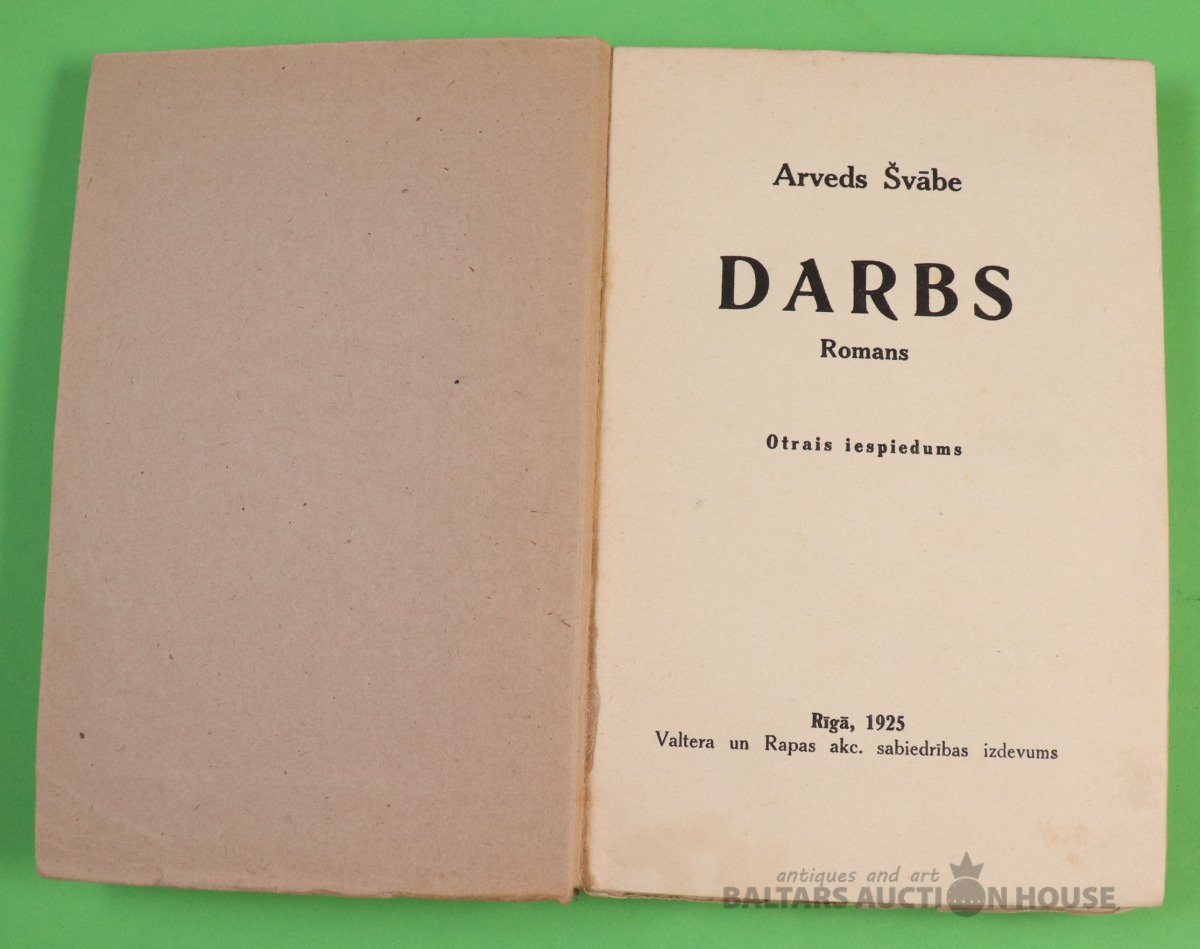 Arveds Švābe
DARBS
Romans
Otrais iespiedums
Rīgā, 1925
Valtera un Rapas akc. sabiedrības izdevums
antiques and art
BALTARS AUCTION HOUSE